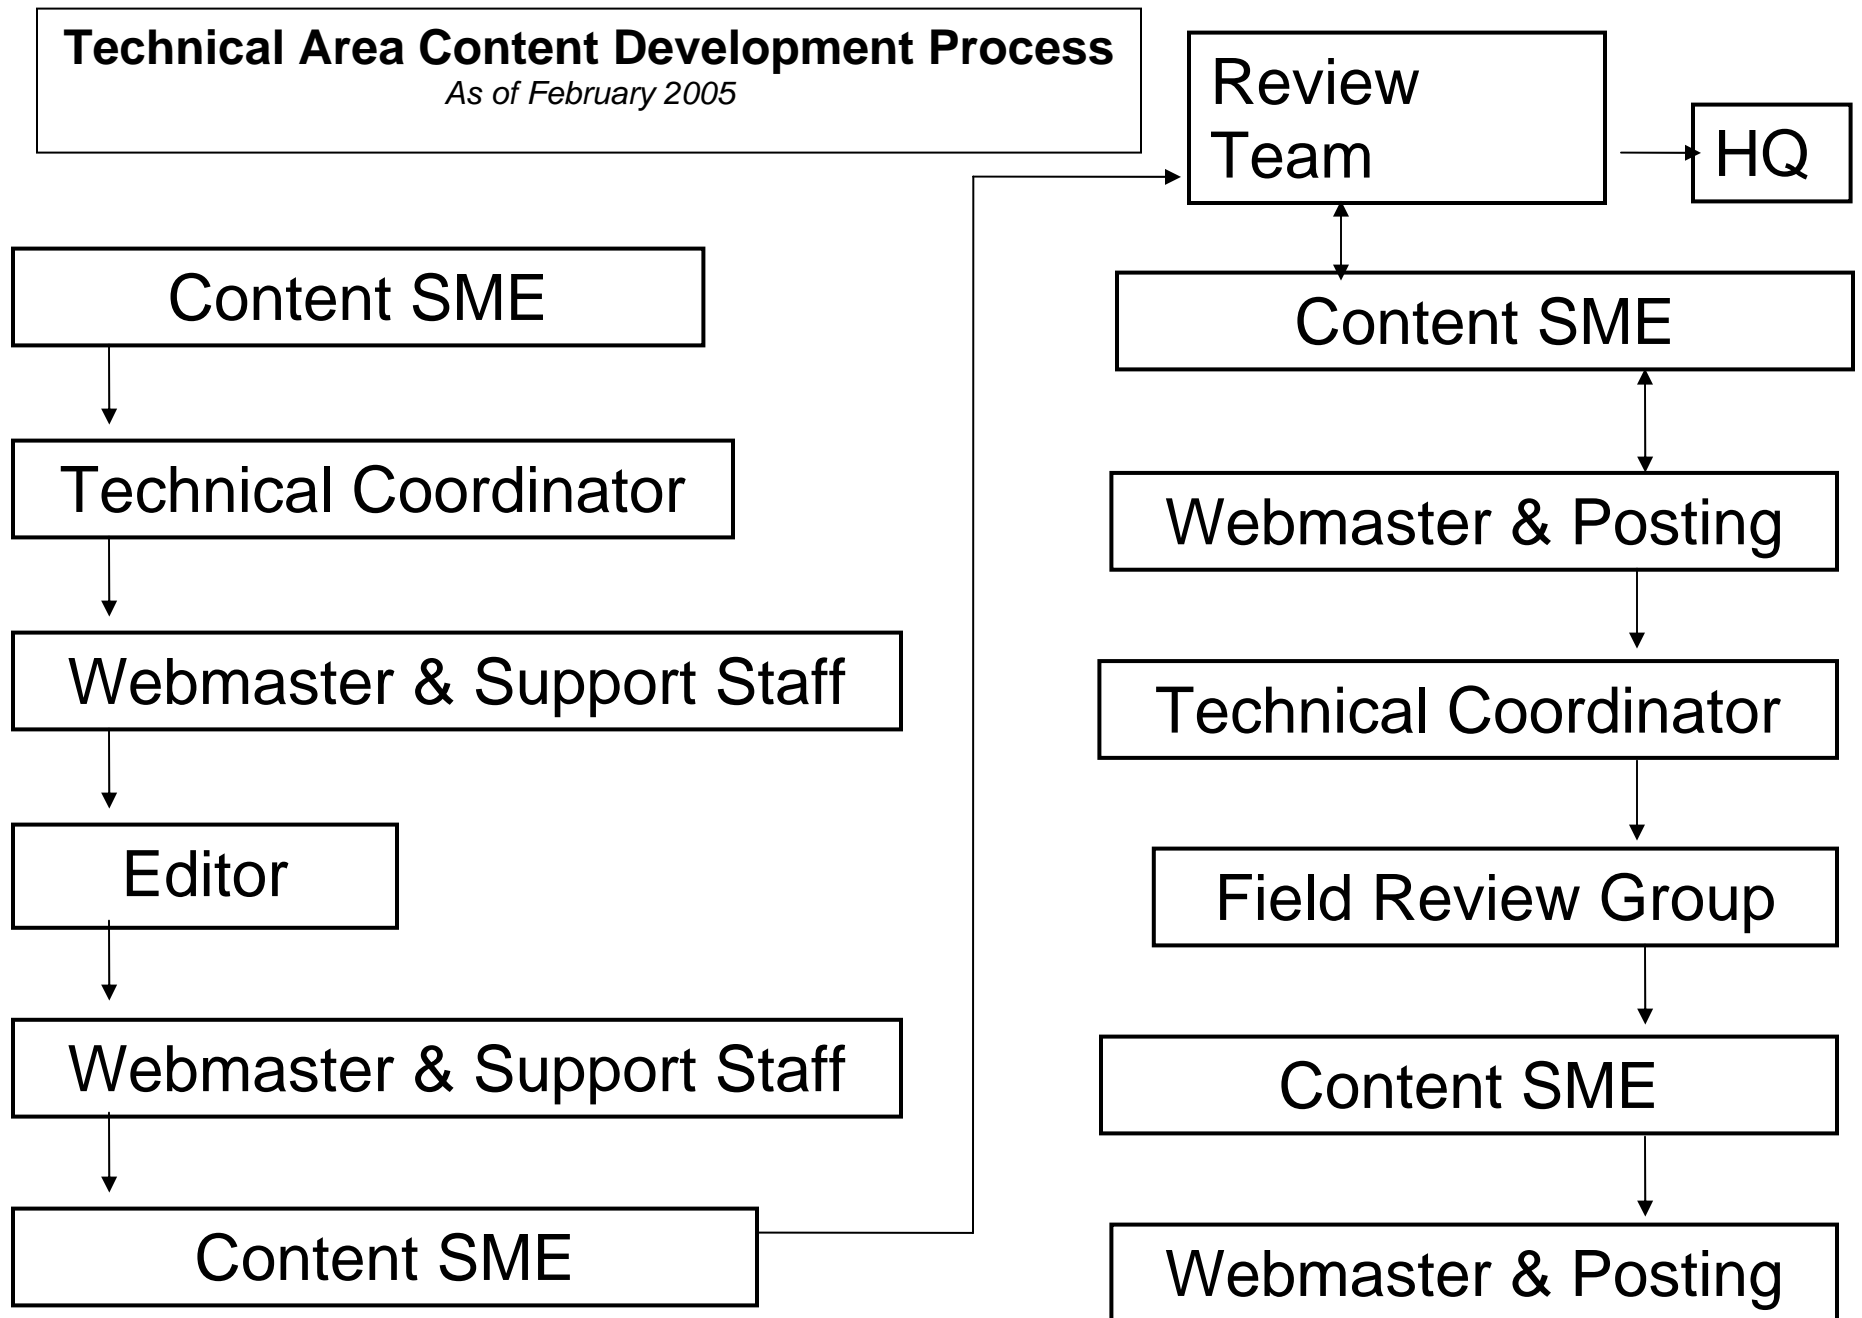 Technical Area Content Development Process
As of February 2005
Content SME
Technical Coordinator
Webmaster & Support Staff
Editor
Webmaster & Support Staff
Content SME
Review
Team
HQ
Content SME
Webmaster & Posting
Technical Coordinator
Field Review Group
Content SME
Webmaster & Posting